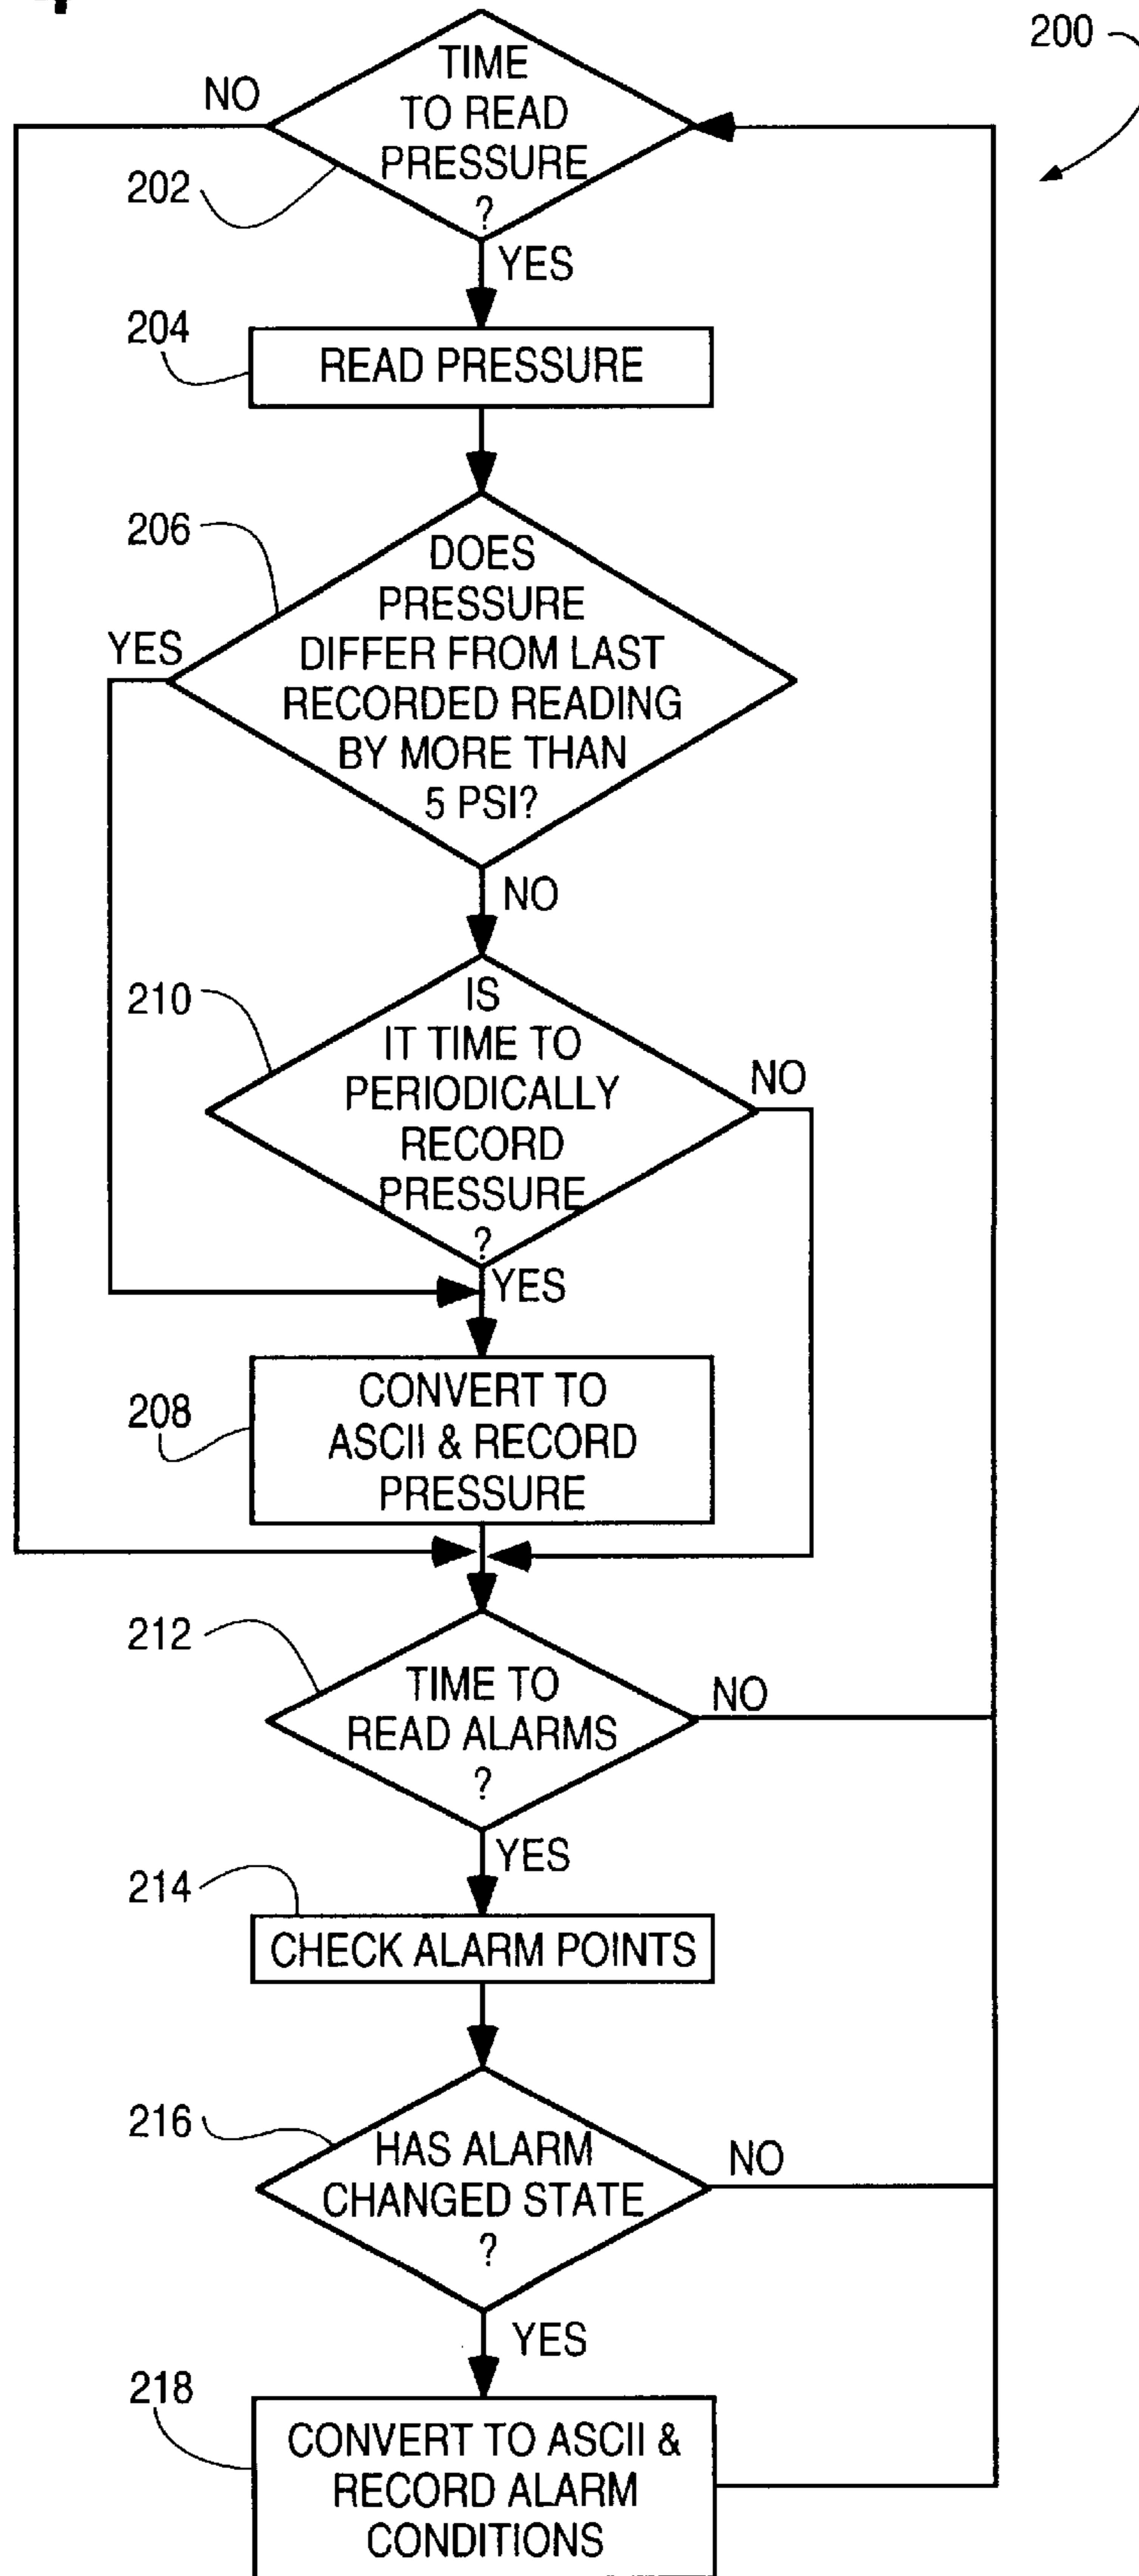 200
NO
TIME
TO READ
PRESSURE
?
202
YES
204
READ PRESSURE
206
DOES
PRESSURE
DIFFER FROM LAST
RECORDED READING
BY MORE THAN
5 PSI?
YES
NO
210
IS
IT TIME TO
PERIODICALLY
RECORD
PRESSURE
?
NO
YES
208
CONVERT TO
ASCII & RECORD
PRESSURE
212
TIME TO
READ ALARMS
?
NO
YES
214
CHECK ALARM POINTS
216
HAS ALARM
CHANGED STATE
?
NO
YES
218
CONVERT TO ASCII &
RECORD ALARM
CONDITIONS